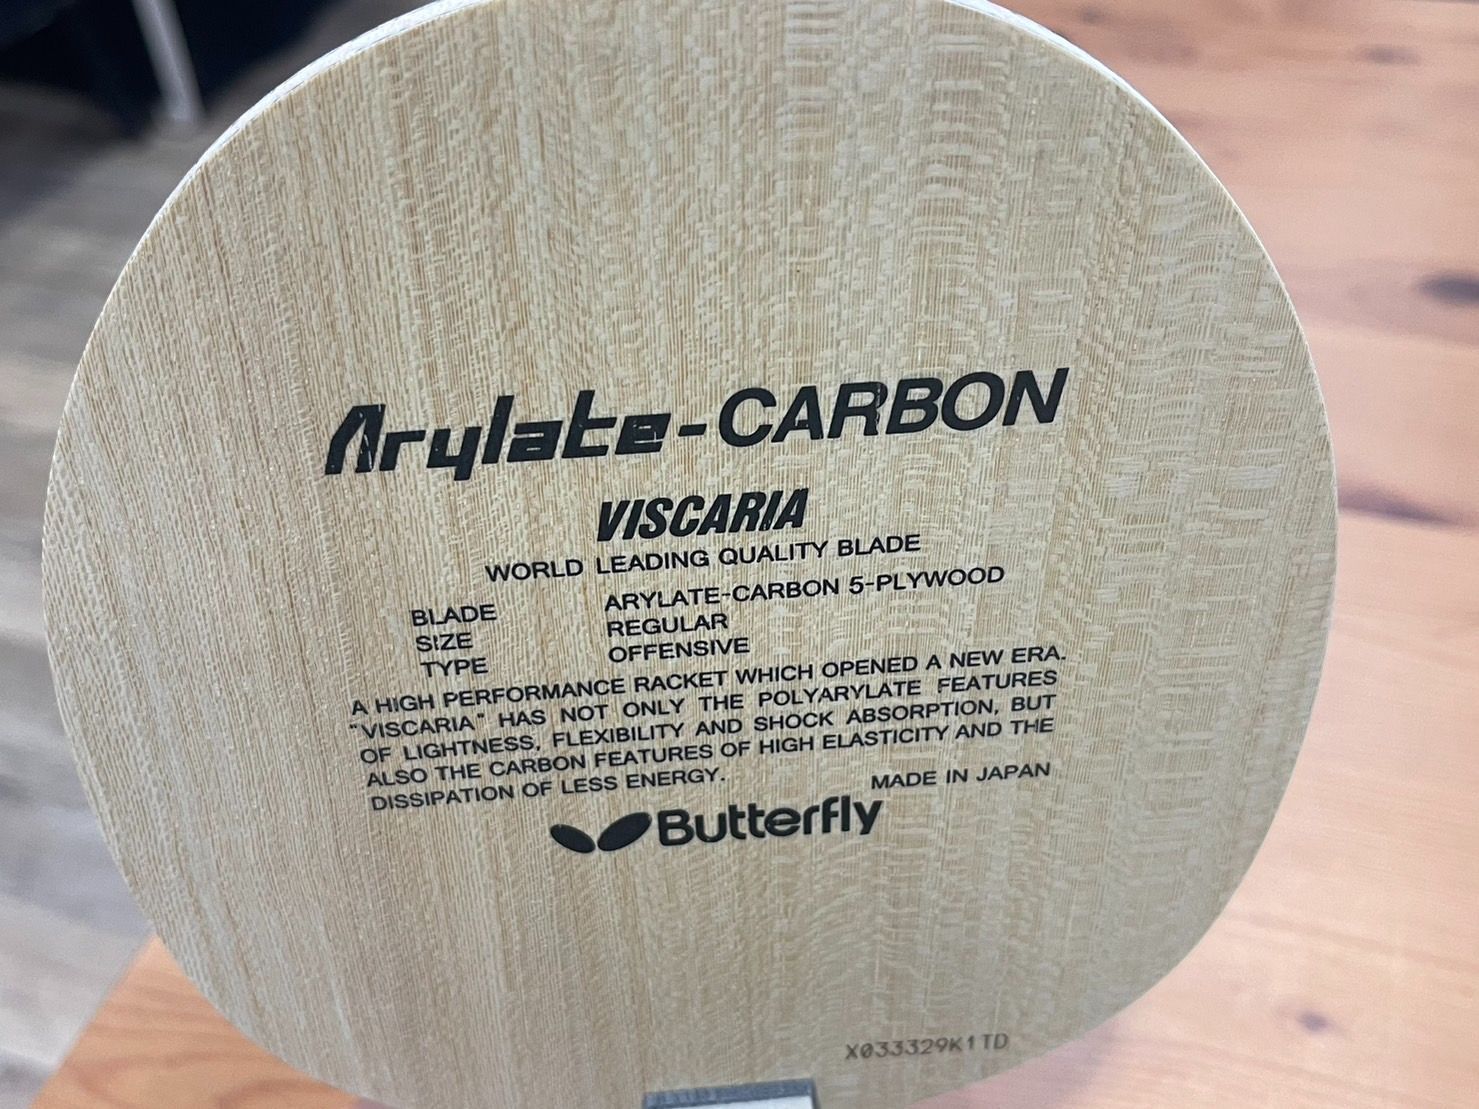 Arylate-CARBON
VISCARIA
WORLD LEADING QUALITY BLADE
BLADE ARYLATE-CARBON 5-PLYWOOD
SIZE REGULAR
TYPE OFFENSIVE
A HIGH PERFORMANCE RACKET WHICH OPENED A NEW ERA.
"VISCARIA" HAS NOT ONLY THE POLYARYLATE FEATURES
OF LIGHTNESS, FLEXIBILITY AND SHOCK ABSORPTION, BUT
ALSO THE CARBON FEATURES OF HIGH ELASTICITY AND THE
DISSIPATION OF LESS ENERGY.
MADE IN JAPAN
Butterfly
X033329K1TD